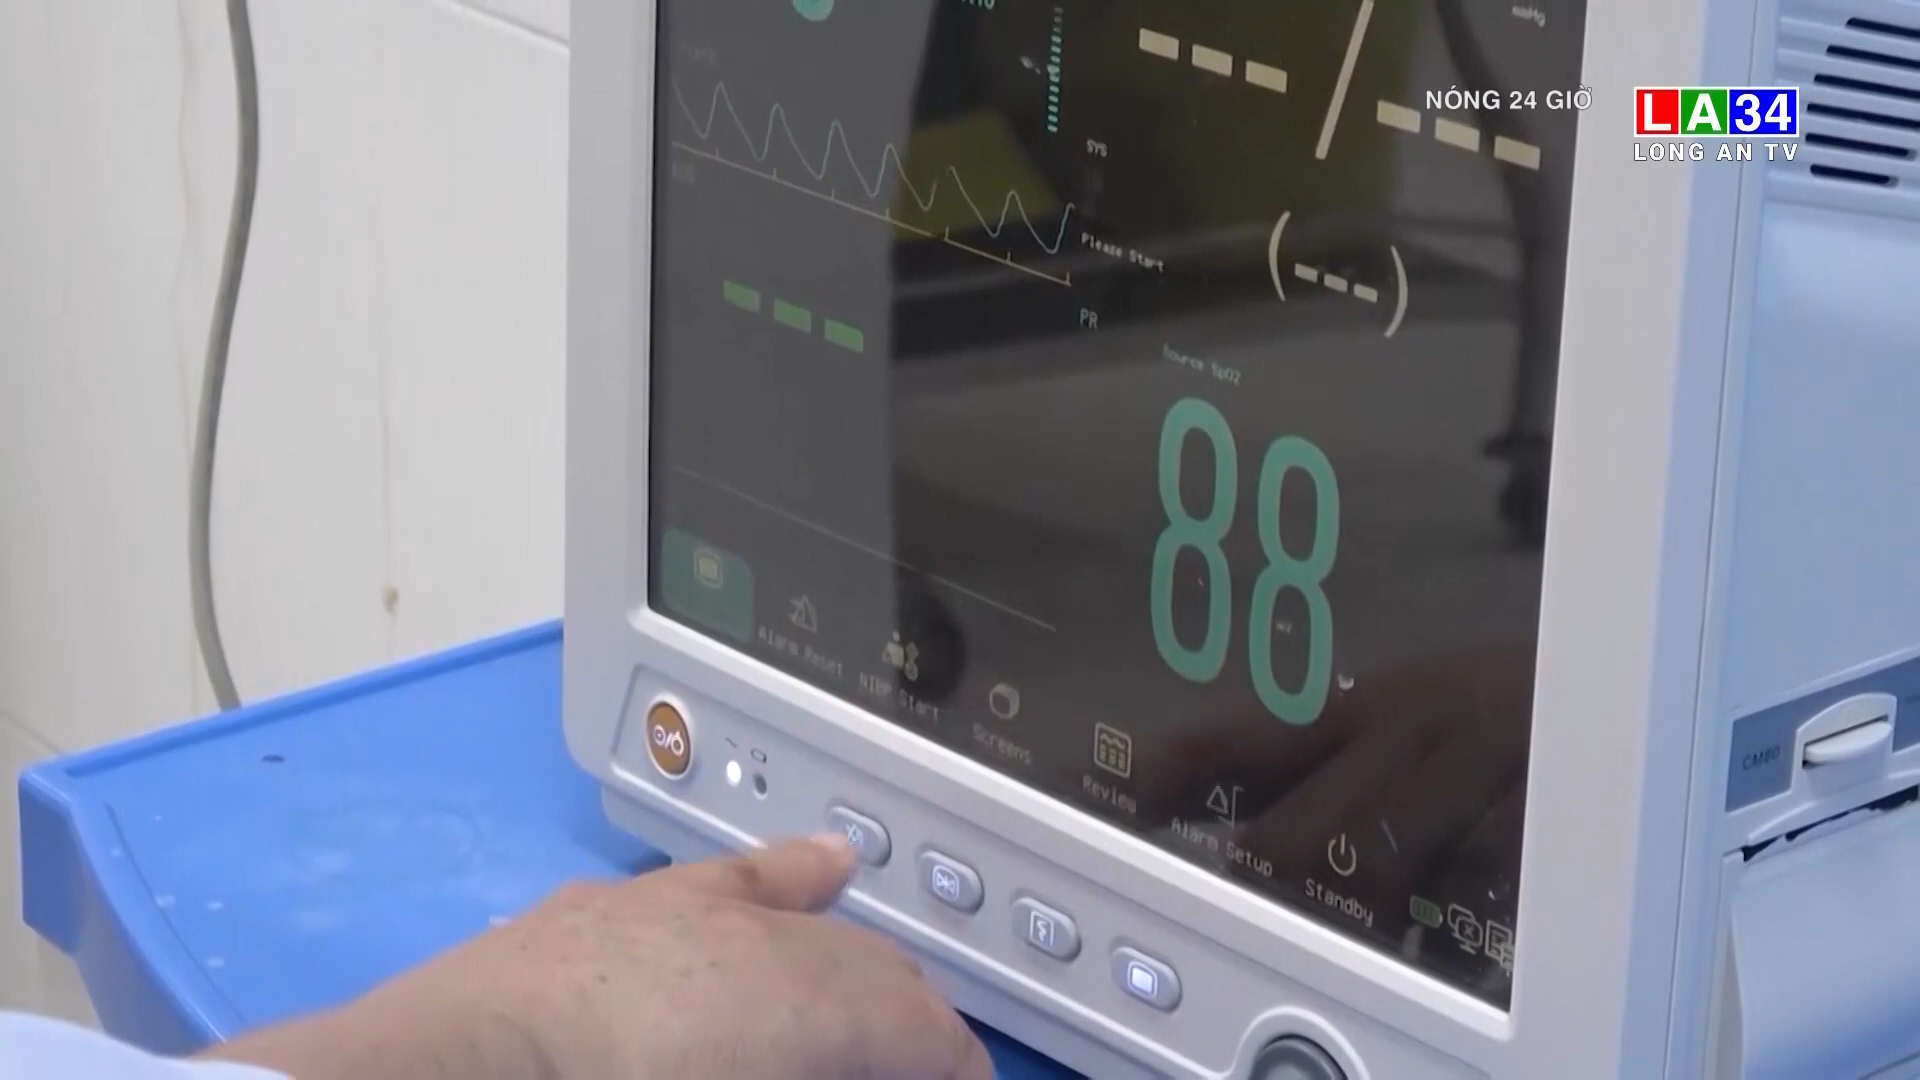 NÓNG 24 GIỜ
LA34
LONG AN TV
SYS
Please Start
PR
Source SpO2
88
Alarm Reset
NIBP Start
Screens
Review
Alarm Setup
Standby
CM80